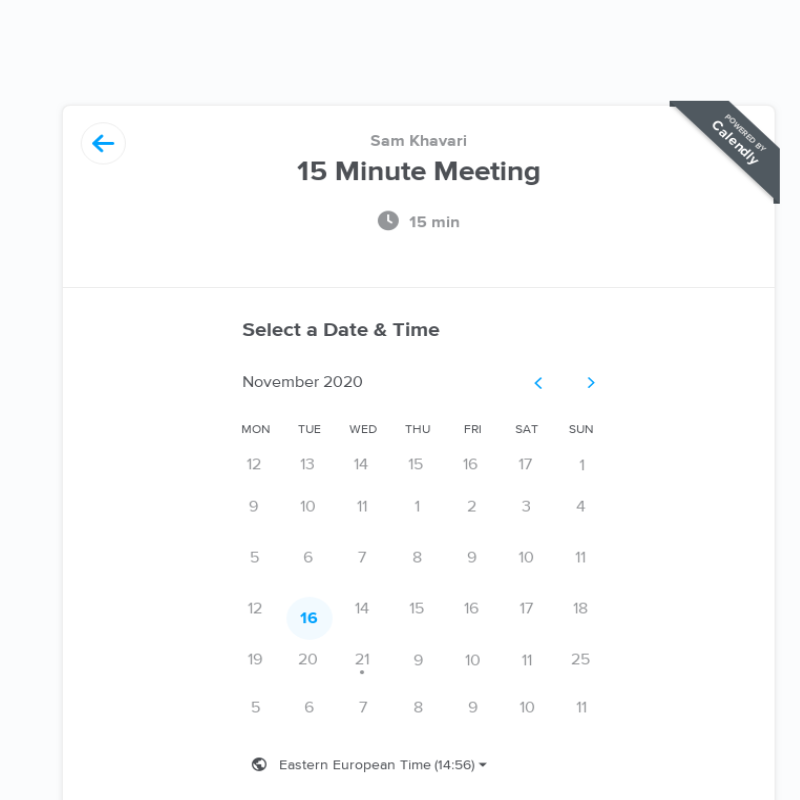 POWERED BY
Calendly
Sam Khavari
15 Minute Meeting
15 min
Select a Date & Time
November 2020
MON TUE WED THU FRI SAT SUN
12 13 14 15 16 17 1
9 10 11 1 2 3 4
5 6 7 8 9 10 11
12 16 14 15 16 17 18
19 20 21 9 10 11 25
5 6 7 8 9 10 11
Eastern European Time (14:56)